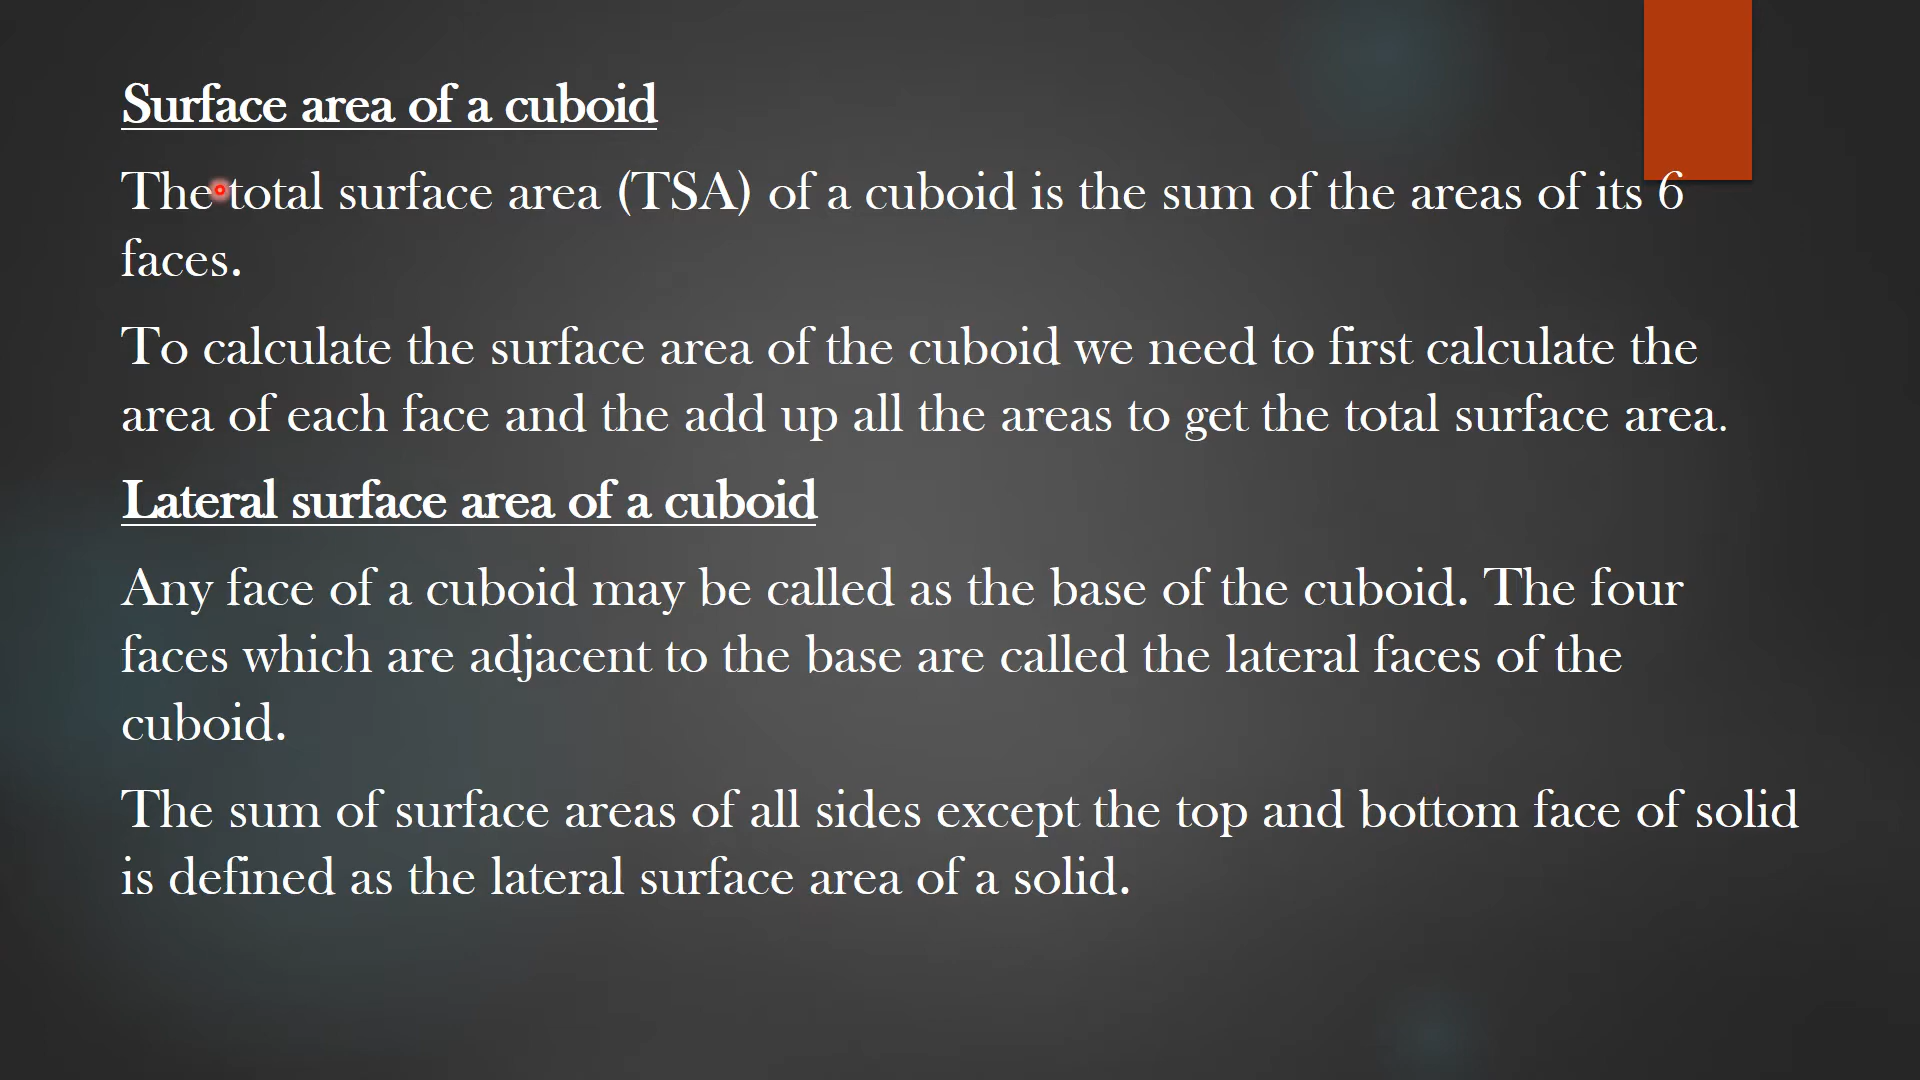 Surface area of a cuboid
The total surface area (TSA) of a cuboid is the sum of the areas of its 6
faces.
To calculate the surface area of the cuboid we need to first calculate the
area of each face and the add up all the areas to get the total surface area.
Lateral surface area of a cuboid
Any face of a cuboid may be called as the base of the cuboid. The four
faces which are adjacent to the base are called the lateral faces of the
cuboid.
The sum of surface areas of all sides except the top and bottom face of solid
is defined as the lateral surface area of a solid.